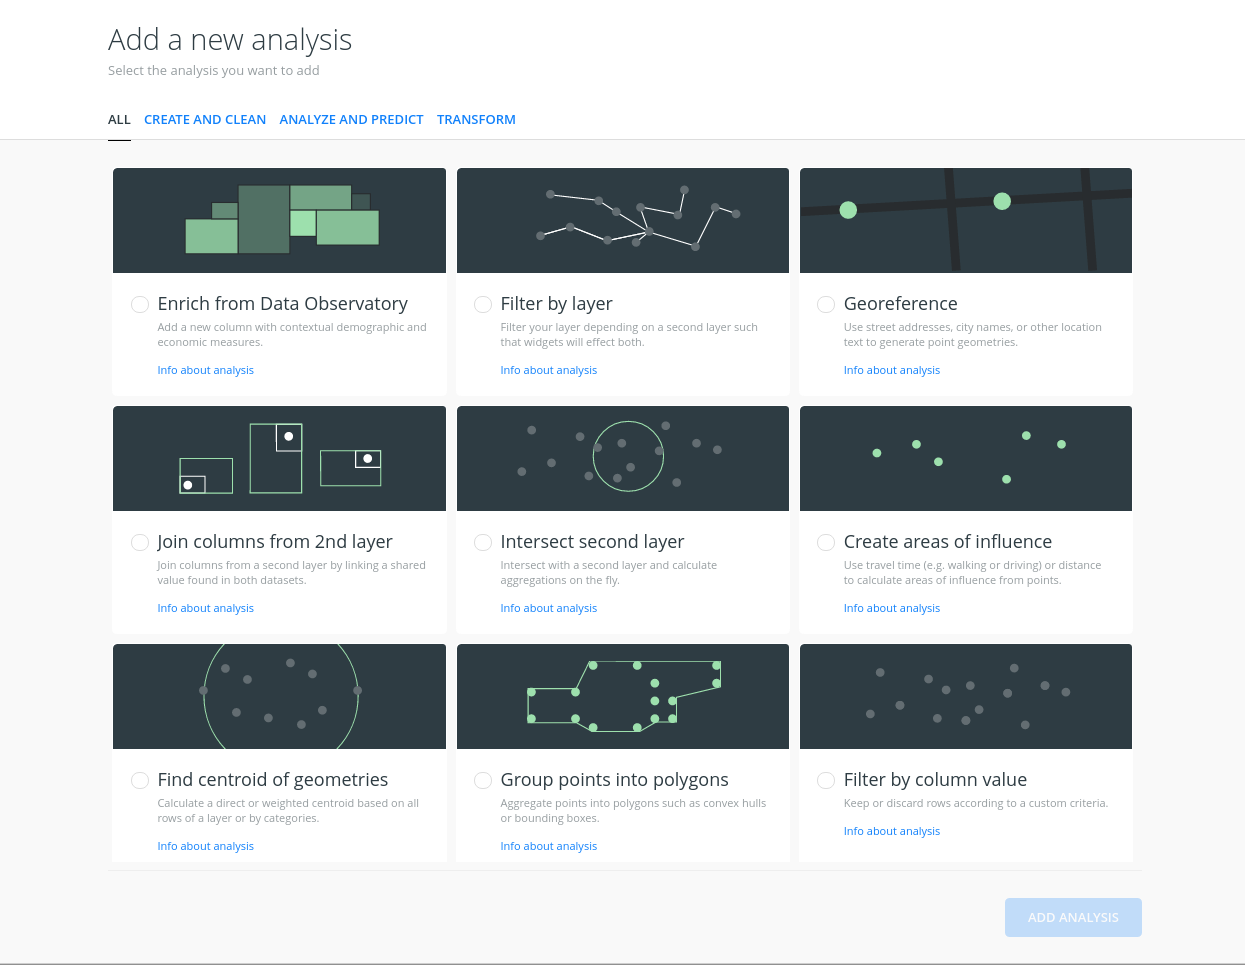 Add a new analysis
Select the analysis you want to add
ALL CREATE AND CLEAN ANALYZE AND PREDICT TRANSFORM
Enrich from Data Observatory
Add a new column with contextual demographic and
economic measures.
Info about analysis
Filter by layer
Filter your layer depending on a second layer such
that widgets will effect both.
Info about analysis
Georeference
Use street addresses, city names, or other location
text to generate point geometries.
Info about analysis
Join columns from 2nd layer
Join columns from a second layer by linking a shared
value found in both datasets.
Info about analysis
Intersect second layer
Intersect with a second layer and calculate
aggregations on the fly.
Info about analysis
Create areas of influence
Use travel time (e.g. walking or driving) or distance
to calculate areas of influence from points.
Info about analysis
Find centroid of geometries
Calculate a direct or weighted centroid based on all
rows of a layer or by categories.
Info about analysis
Group points into polygons
Aggregate points into polygons such as convex hulls
or bounding boxes.
Info about analysis
Filter by column value
Keep or discard rows according to a custom criteria.
Info about analysis
ADD ANALYSIS